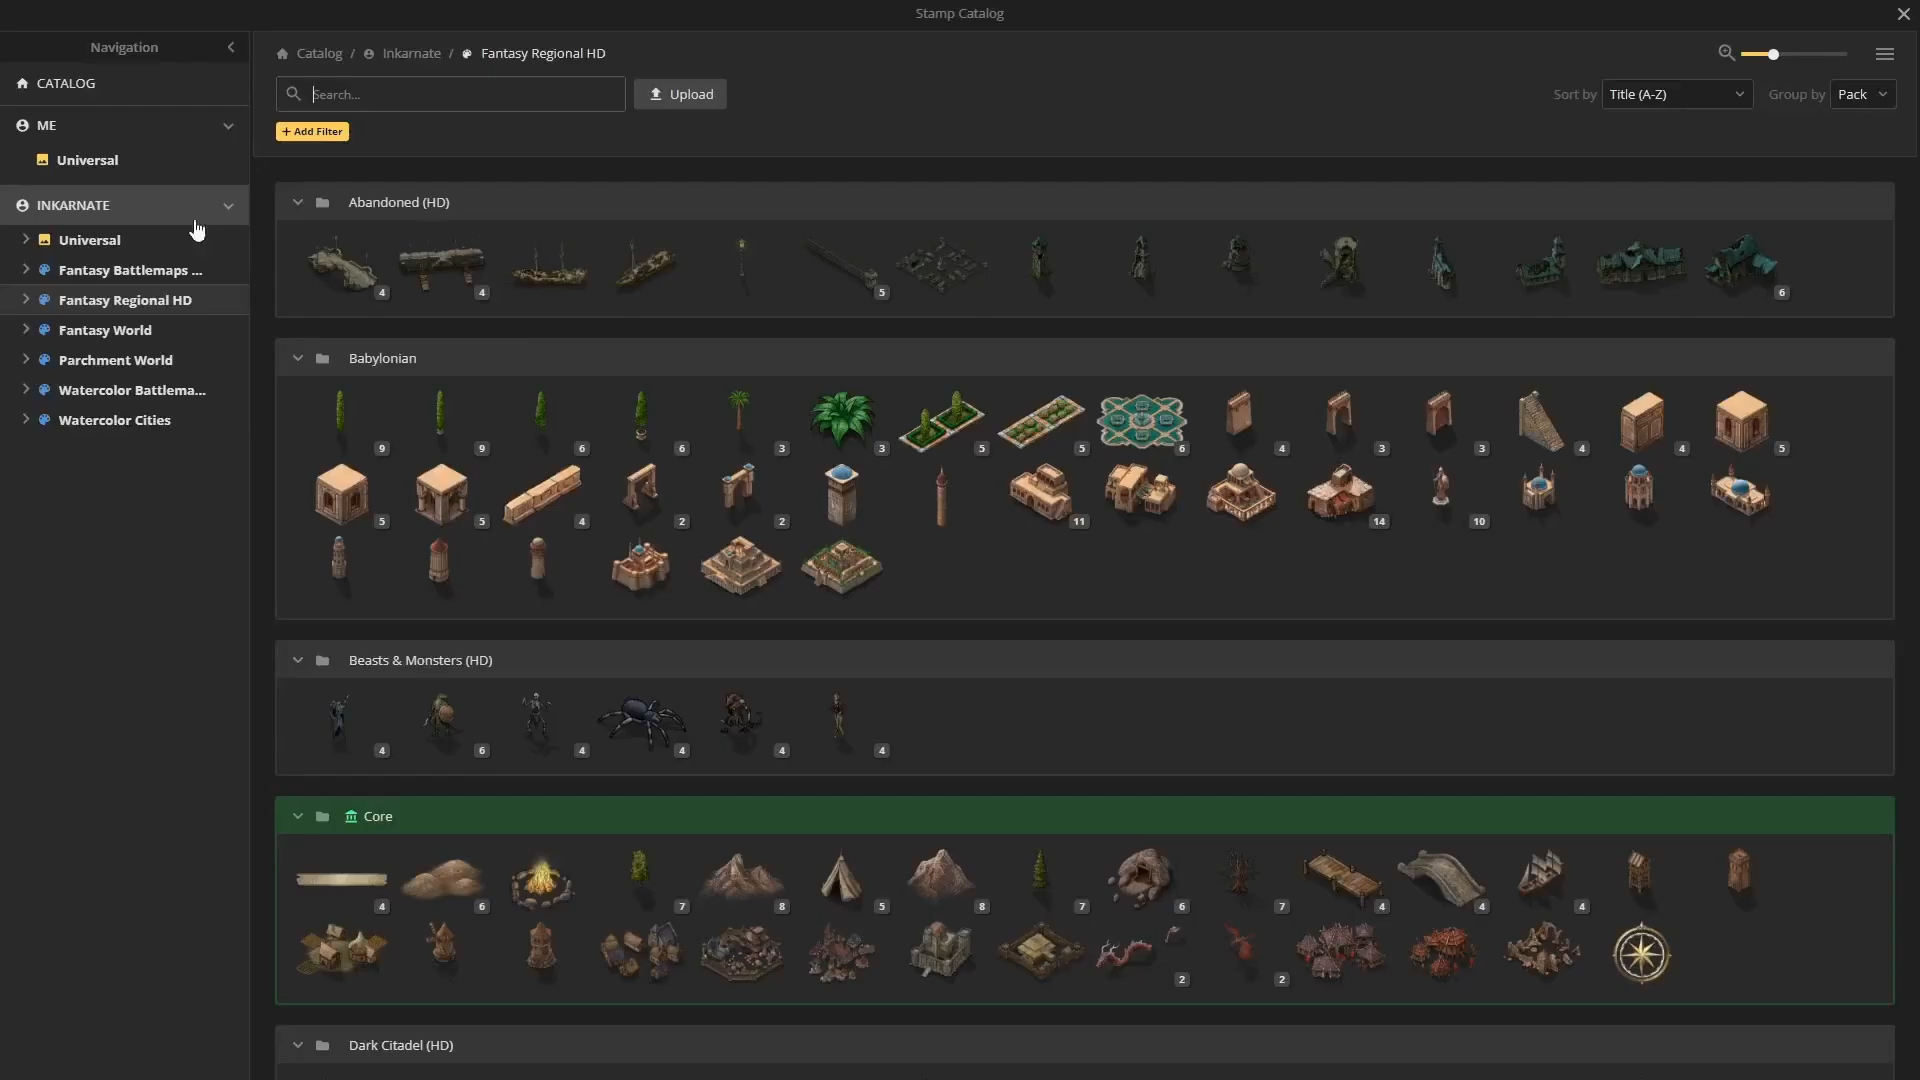 Stamp Catalog
Navigation
CATALOG
ME
Universal
INKARNATE
Universal
Fantasy Battlemaps ...
Fantasy Regional HD
Fantasy World
Parchment World
Watercolor Battlema...
Watercolor Cities
Catalog / Inkarnate / Fantasy Regional HD
Search...
Upload
Sort by Title (A-Z) Group by Pack
+ Add Filter
Abandoned (HD)
4 4 5 6
Babylonian
9 9 6 6 3 3 5 5 6 4 3 3 4 4 5
5 5 4 2 2 11 14 10
Beasts & Monsters (HD)
4 6 4 4 4 4
Core
4 6 7 8 5 8 7 6 7 4 4 4
2 2
Dark Citadel (HD)